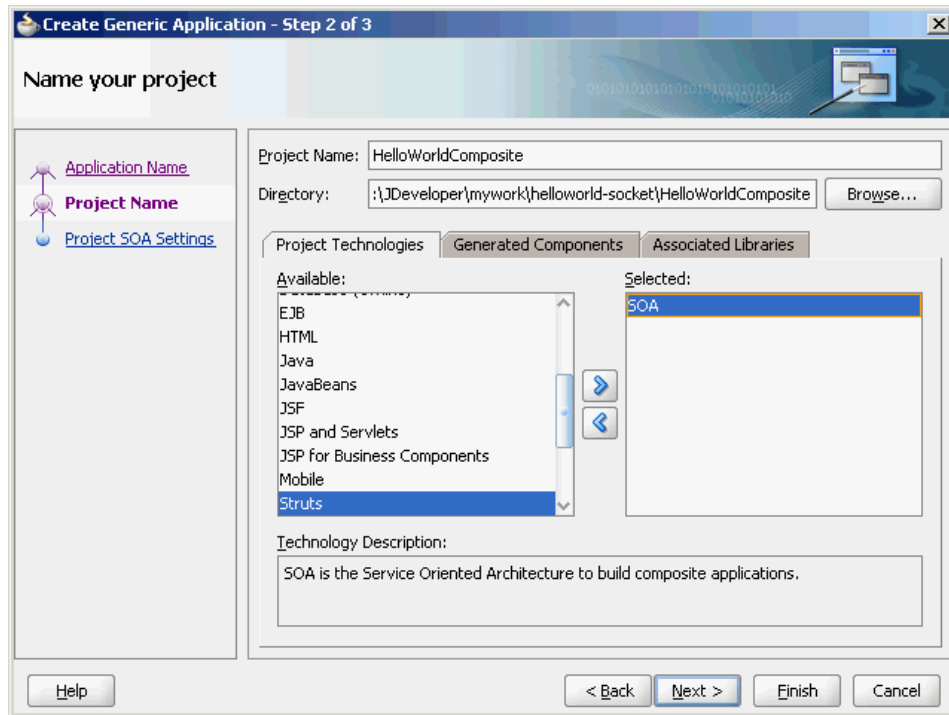 Create Generic Application - Step 2 of 3
Name your project
Application Name
Project Name
Project SOA Settings
Project Name: HelloWorldComposite
Directory: :\JDeveloper\mywork\helloworld-socket\HelloWorldComposite Browse...
Project Technologies Generated Components Associated Libraries
Available:
EJB
HTML
Java
JavaBeans
JSF
JSP and Servlets
JSP for Business Components
Mobile
Struts
Selected:
SOA
Technology Description:
SOA is the Service Oriented Architecture to build composite applications.
Help < Back Next > Finish Cancel